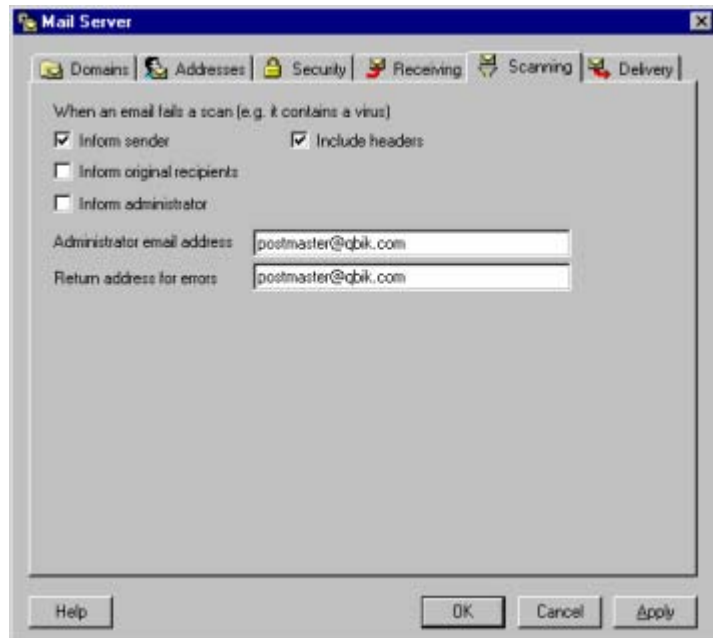 Mail Server
Domains Addresses Security Receiving Scanning Delivery
When an email fails a scan (e.g. it contains a virus)
Inform sender Include headers
Inform original recipients
Inform administrator
Administrator email address postmaster@qbik.com
Return address for errors postmaster@qbik.com
Help OK Cancel Apply